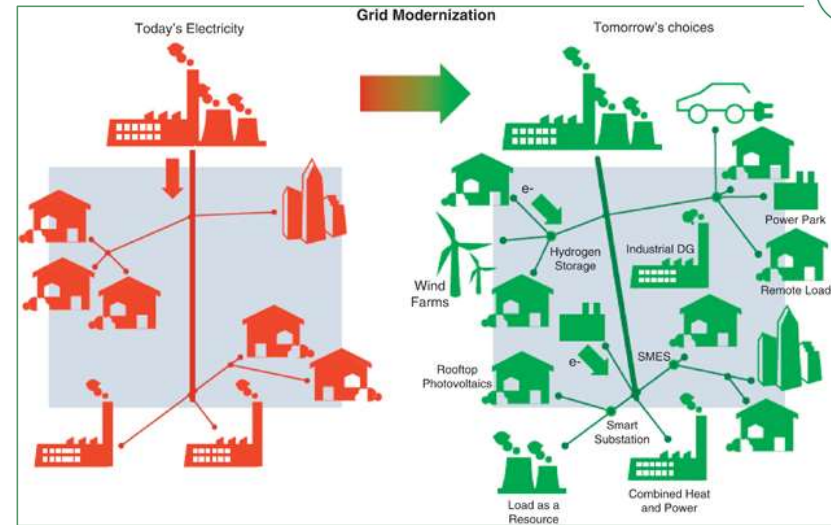 Grid Modernization
Today's Electricity
Tomorrow's choices
e-
Power Park
Hydrogen
Storage
Industrial DG
Wind
Farms
Remote Load
e-
SMES
Rooftop
Photovoltaics
Smart
Substation
Load as a
Resource
Combined Heat
and Power